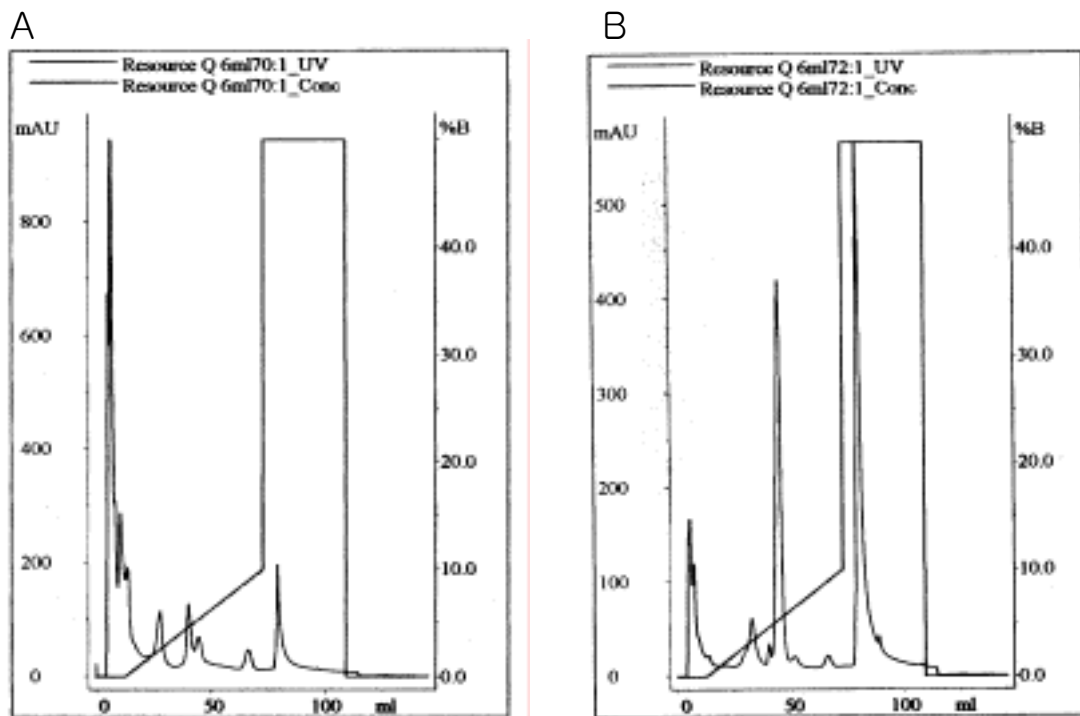 A
Resource Q 6ml70:1_UV
Resource Q 6ml70:1_Conc
mAU
%B
800
600
400
200
0
40.0
30.0
20.0
10.0
0.0
0 50 100 ml
B
Resource Q 6ml72:1_UV
Resource Q 6ml72:1_Conc
mAU
%B
500
400
300
200
100
0
40.0
30.0
20.0
10.0
0.0
0 50 100 ml